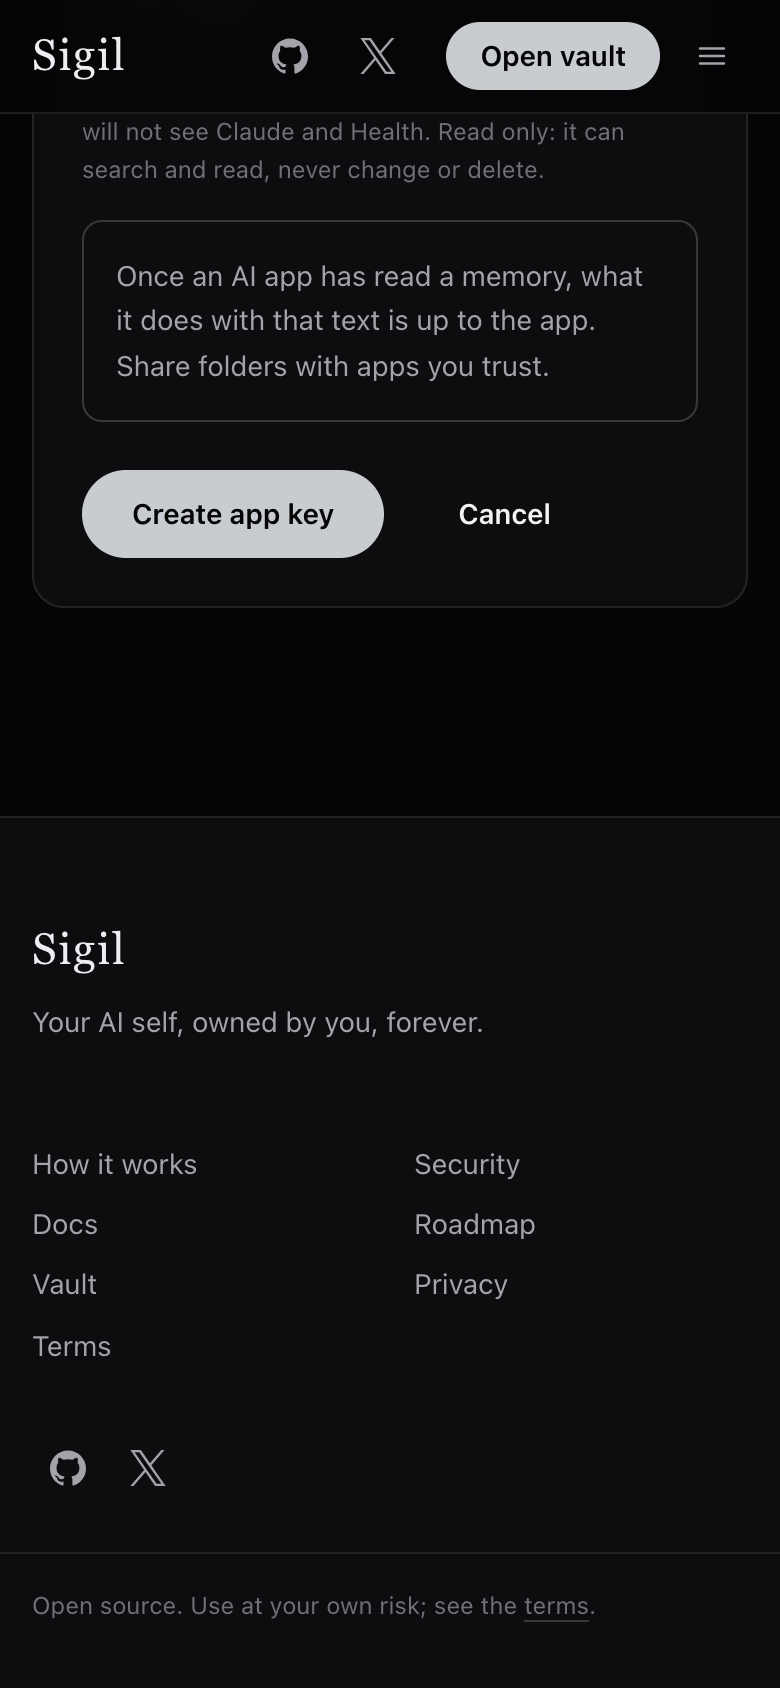 Sigil
Open vault
will not see Claude and Health. Read only: it can
search and read, never change or delete.
Once an AI app has read a memory, what
it does with that text is up to the app.
Share folders with apps you trust.
Create app key
Cancel
Sigil
Your AI self, owned by you, forever.
How it works
Security
Docs
Roadmap
Vault
Privacy
Terms
Open source. Use at your own risk; see the terms.